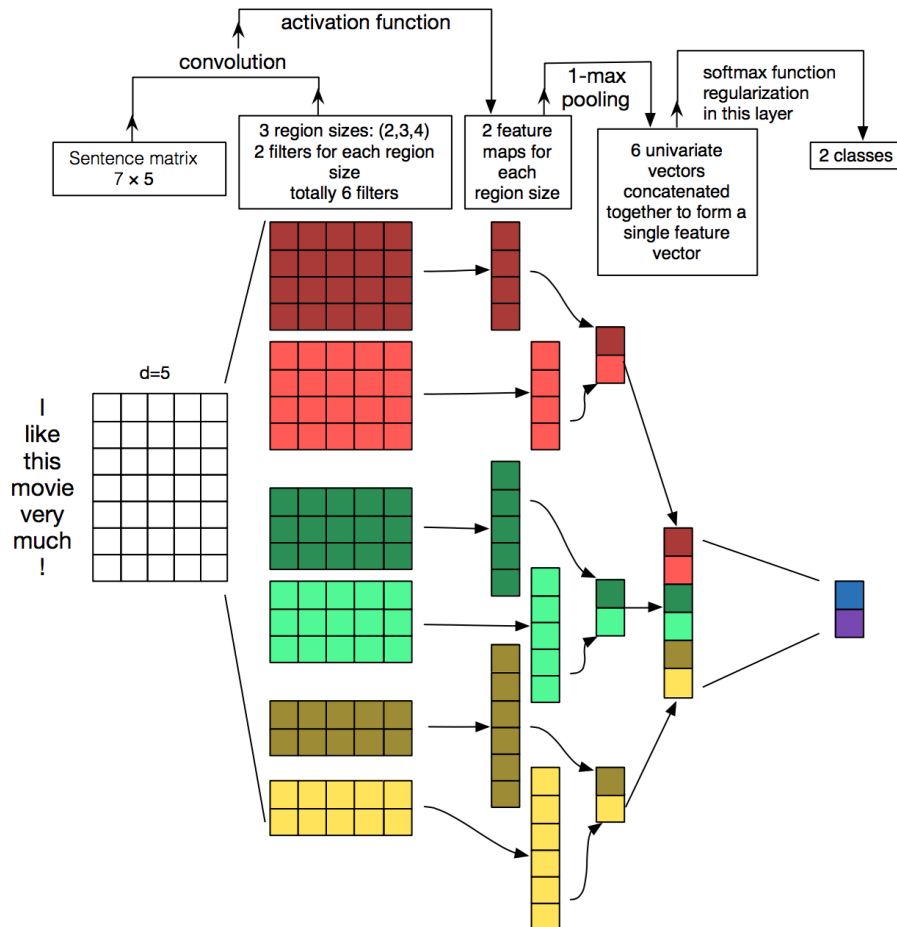 activation function
convolution
1-max
pooling
softmax function
regularization
in this layer
Sentence matrix
7 × 5
3 region sizes: (2,3,4)
2 filters for each region
size
totally 6 filters
2 feature
maps for
each
region size
6 univariate
vectors
concatenated
together to form a
single feature
vector
2 classes
d=5
I
like
this
movie
very
much
!